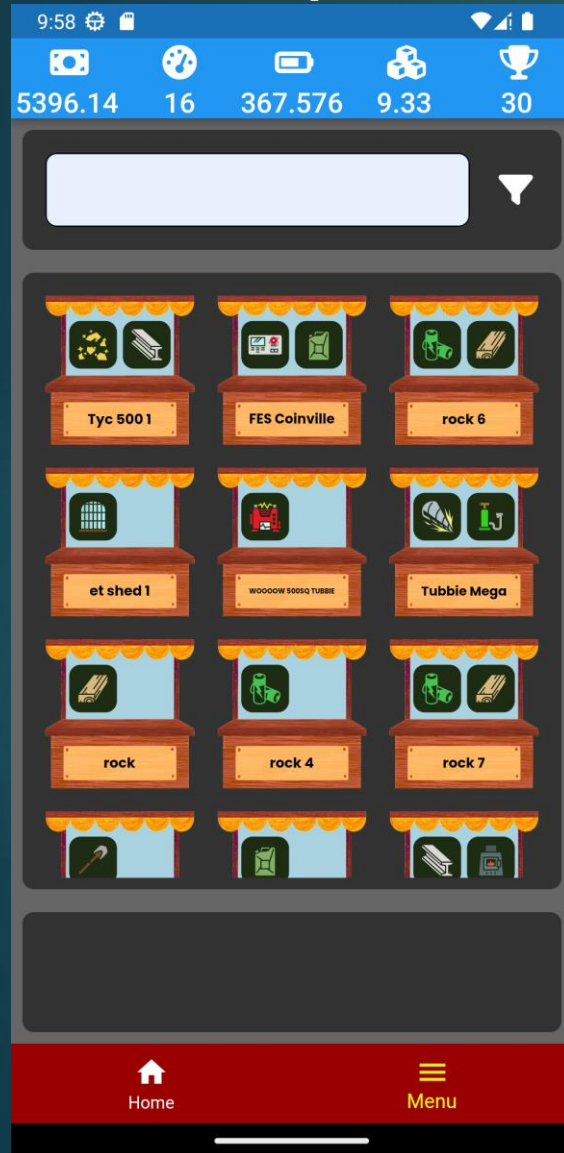 9:58
5396.14 16 367.576 9.33 30
Tyc 500 1 FES Coinville rock 6
et shed 1 WOOOOW 500SQ TUBBIE Tubbie Mega
rock rock 4 rock 7
Home Menu